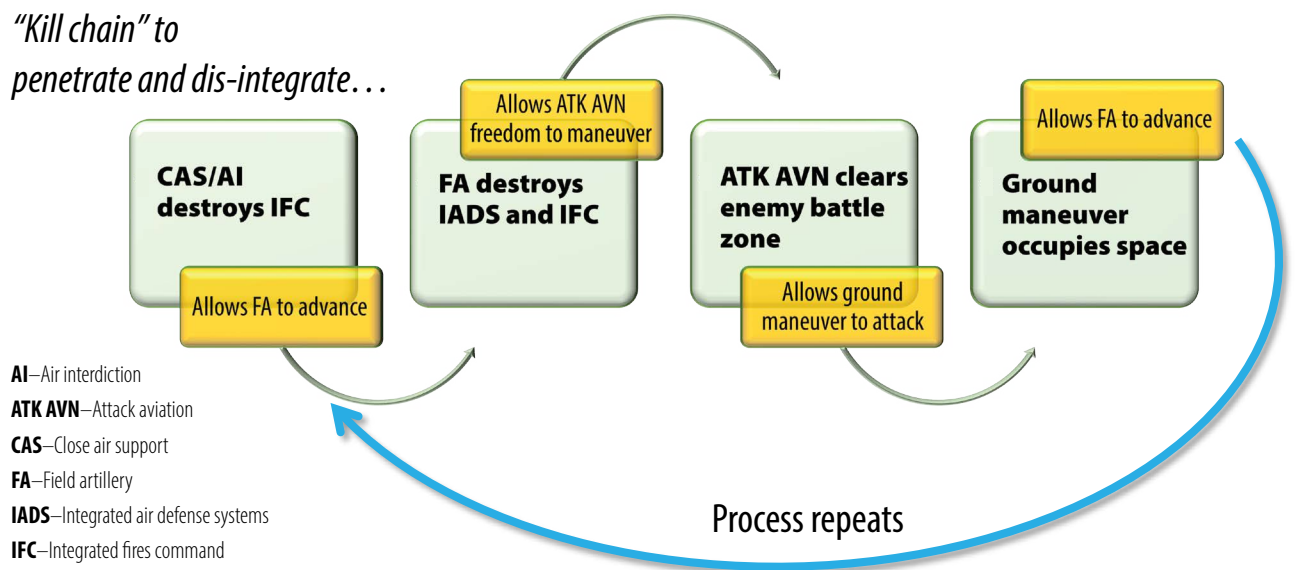 “Kill chain” to
penetrate and dis-integrate…
CAS/AI
destroys IFC
Allows FA to advance
Allows ATK AVN
freedom to maneuver
FA destroys
IADS and IFC
ATK AVN clears
enemy battle
zone
Allows ground
maneuver to attack
Allows FA to advance
Ground
maneuver
occupies space
AI–Air interdiction
ATK AVN–Attack aviation
CAS–Close air support
FA–Field artillery
IADS–Integrated air defense systems
IFC–Integrated fires command
Process repeats